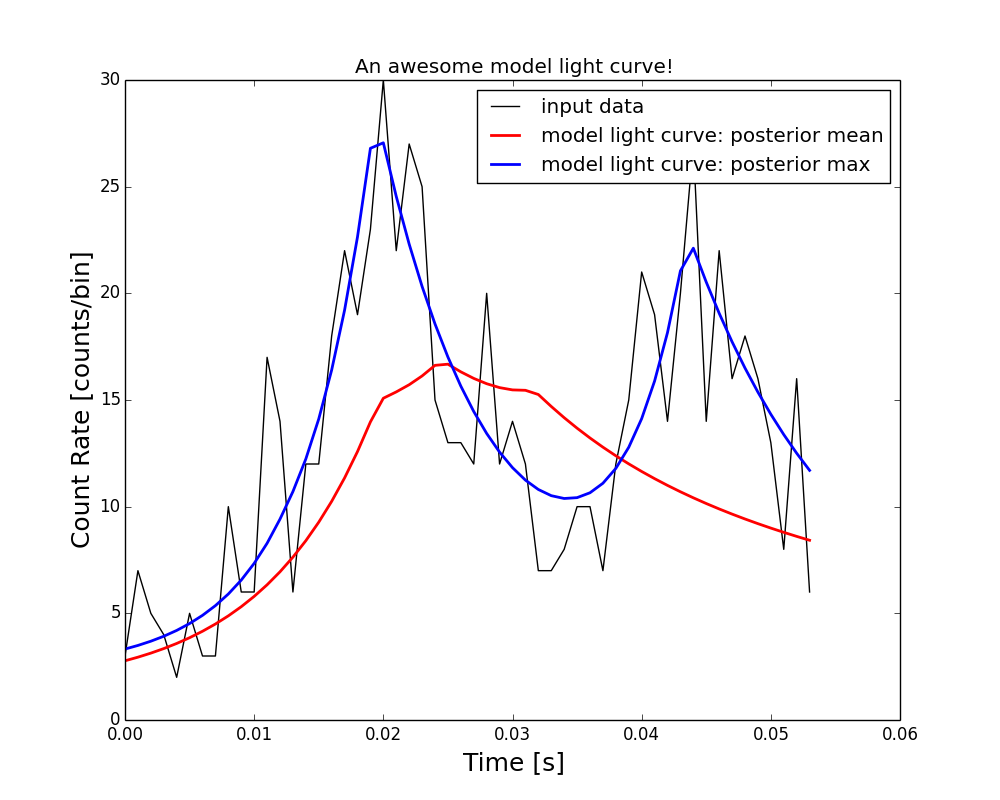 An awesome model light curve!
input data
model light curve: posterior mean
model light curve: posterior max
Count Rate [counts/bin]
30
25
20
15
10
5
0
0.00 0.01 0.02 0.03 0.04 0.05 0.06
Time [s]